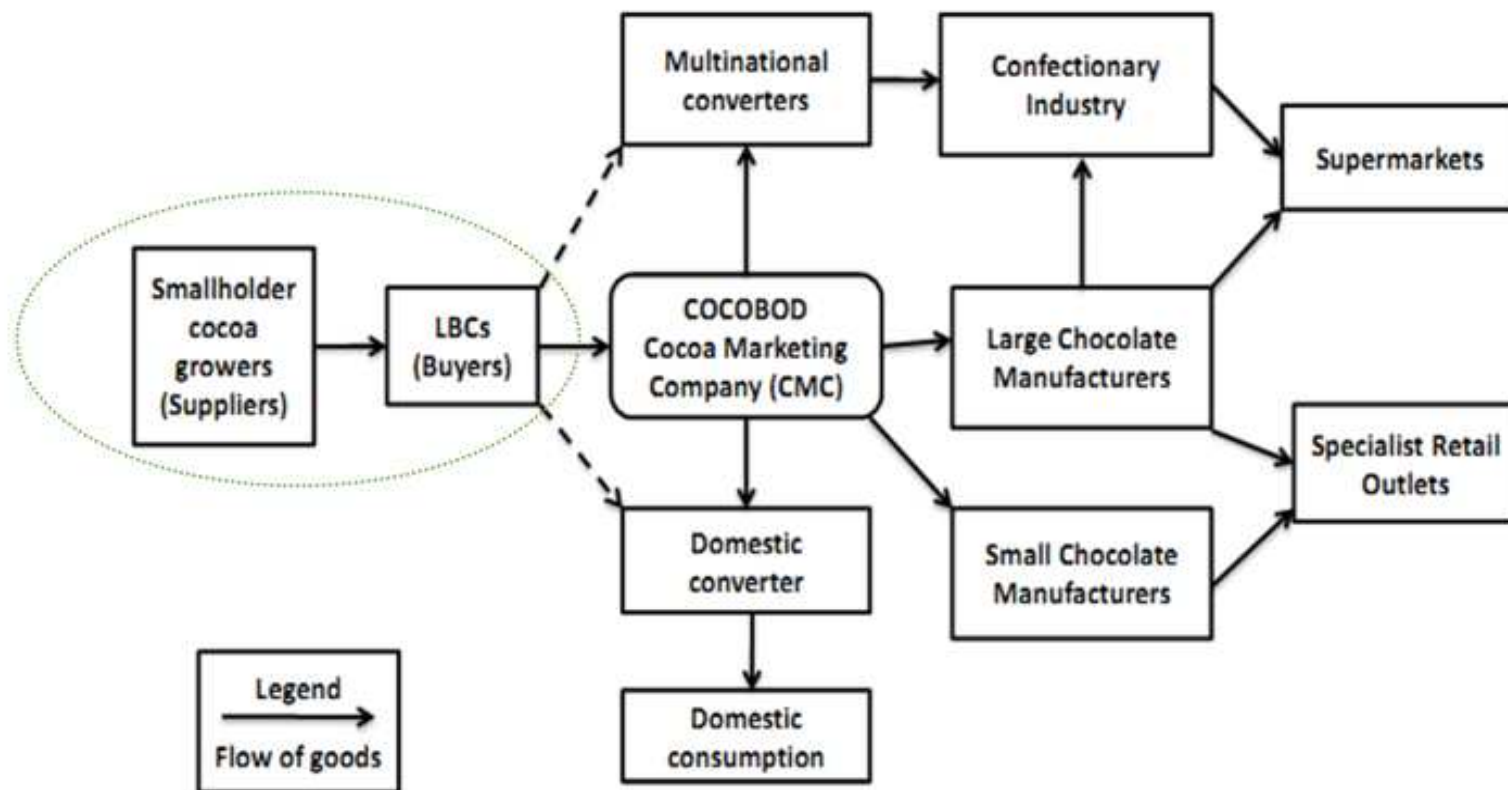 Multinational
converters
Confectionary
Industry
Supermarkets
Smallholder
cocoa
growers
(Suppliers)
LBCs
(Buyers)
COCOBOD
Cocoa Marketing
Company (CMC)
Large Chocolate
Manufacturers
Specialist Retail
Outlets
Domestic
converter
Small Chocolate
Manufacturers
Legend
Flow of goods
Domestic
consumption